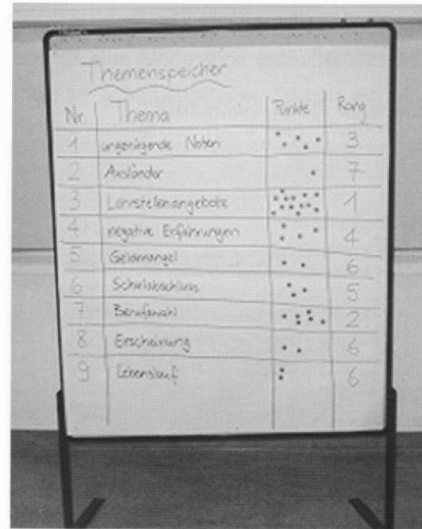 Themenspeicher
Nr. Thema Punkte Rang
1 ungenügende Noten 3
2 Ausländer 7
3 Lehrstellenangebote 1
4 negative Erfahrungen 4
5 Geldmangel 6
6 Schulabschluss 5
7 Berufswahl 2
8 Erscheinung 6
9 Lebenslauf 6